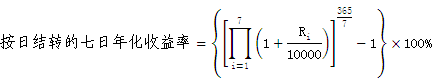 按日结转的七日年化收益率 = {[∏_{i=1}^{7} (1 + R_i/10000)]^{365/7} − 1} × 100%